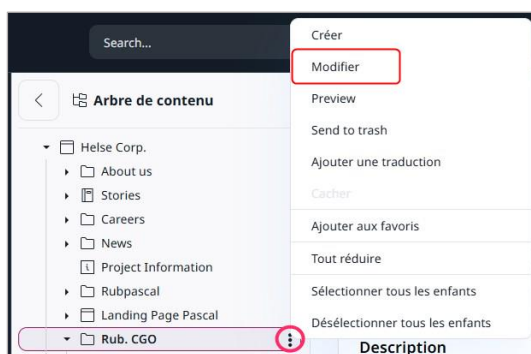 Search...
Arbre de contenu
Helse Corp.
About us
Stories
Careers
News
Project Information
Rubpascal
Landing Page Pascal
Rub. CGO
Créer
Modifier
Preview
Send to trash
Ajouter une traduction
Cacher
Ajouter aux favoris
Tout réduire
Sélectionner tous les enfants
Désélectionner tous les enfants
Description